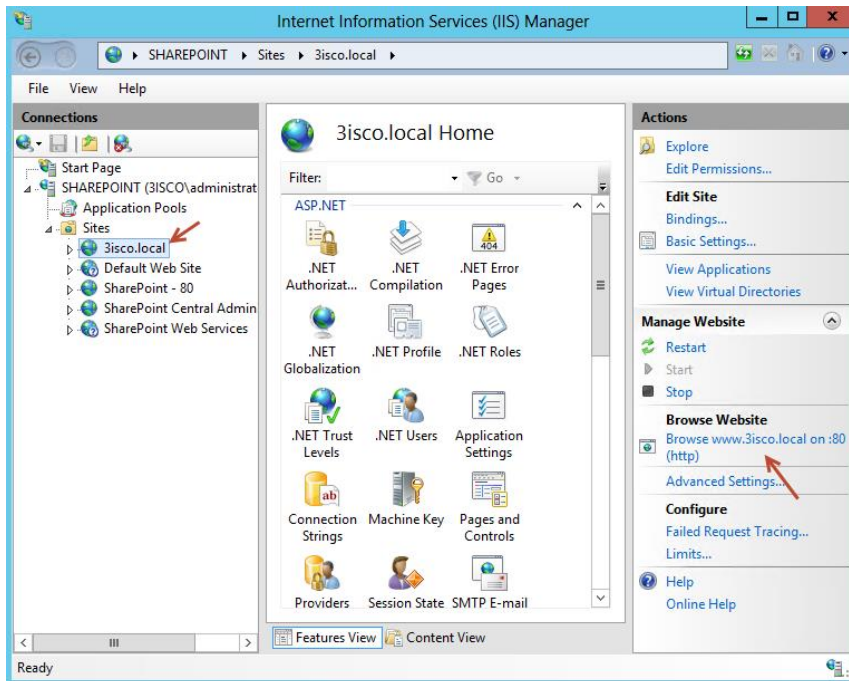 Internet Information Services (IIS) Manager
SHAREPOINT Sites 3isco.local
File View Help
Connections
Start Page
SHAREPOINT (3ISCO\administrat
Application Pools
Sites
3isco.local
Default Web Site
SharePoint - 80
SharePoint Central Admin
SharePoint Web Services
3isco.local Home
Filter: Go
ASP.NET
.NET Authorizat...
.NET Compilation
404
.NET Error Pages
.NET Globalization
.NET Profile
.NET Roles
.NET Trust Levels
.NET Users
Application Settings
ab
Connection Strings
Machine Key
Pages and Controls
Providers
Session State
SMTP E-mail
Features View Content View
Actions
Explore
Edit Permissions...
Edit Site
Bindings...
Basic Settings...
View Applications
View Virtual Directories
Manage Website
Restart
Start
Stop
Browse Website
Browse www.3isco.local on :80
(http)
Advanced Settings...
Configure
Failed Request Tracing...
Limits...
Help
Online Help
Ready